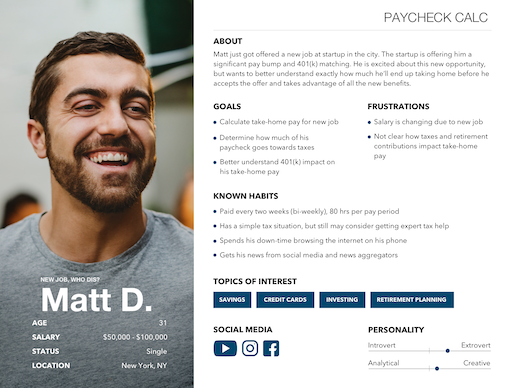 PAYCHECK CALC
ABOUT
Matt just got offered a new job at startup in the city. The startup is offering him a
significant pay bump and 401(k) matching. He is excited about this new opportunity,
but wants to better understand exactly how much he'll end up taking home before he
accepts the offer and takes advantage of all the new benefits.
GOALS
Calculate take-home pay for new job
Determine how much of his
paycheck goes towards taxes
Better understand 401(k) impact on
his take-home pay
FRUSTRATIONS
Salary is changing due to new job
Not clear how taxes and retirement
contributions impact take-home
pay
KNOWN HABITS
Paid every two weeks (bi-weekly), 80 hrs per pay period
Has a simple tax situation, but still may consider getting expert tax help
Spends his down-time browsing the internet on his phone
Gets his news from social media and news aggregators
TOPICS OF INTEREST
SAVINGS
CREDIT CARDS
INVESTING
RETIREMENT PLANNING
SOCIAL MEDIA
PERSONALITY
Introvert Extrovert
Analytical Creative
NEW JOB, WHO DIS?
Matt D.
AGE 31
SALARY $50,000 - $100,000
STATUS Single
LOCATION New York, NY